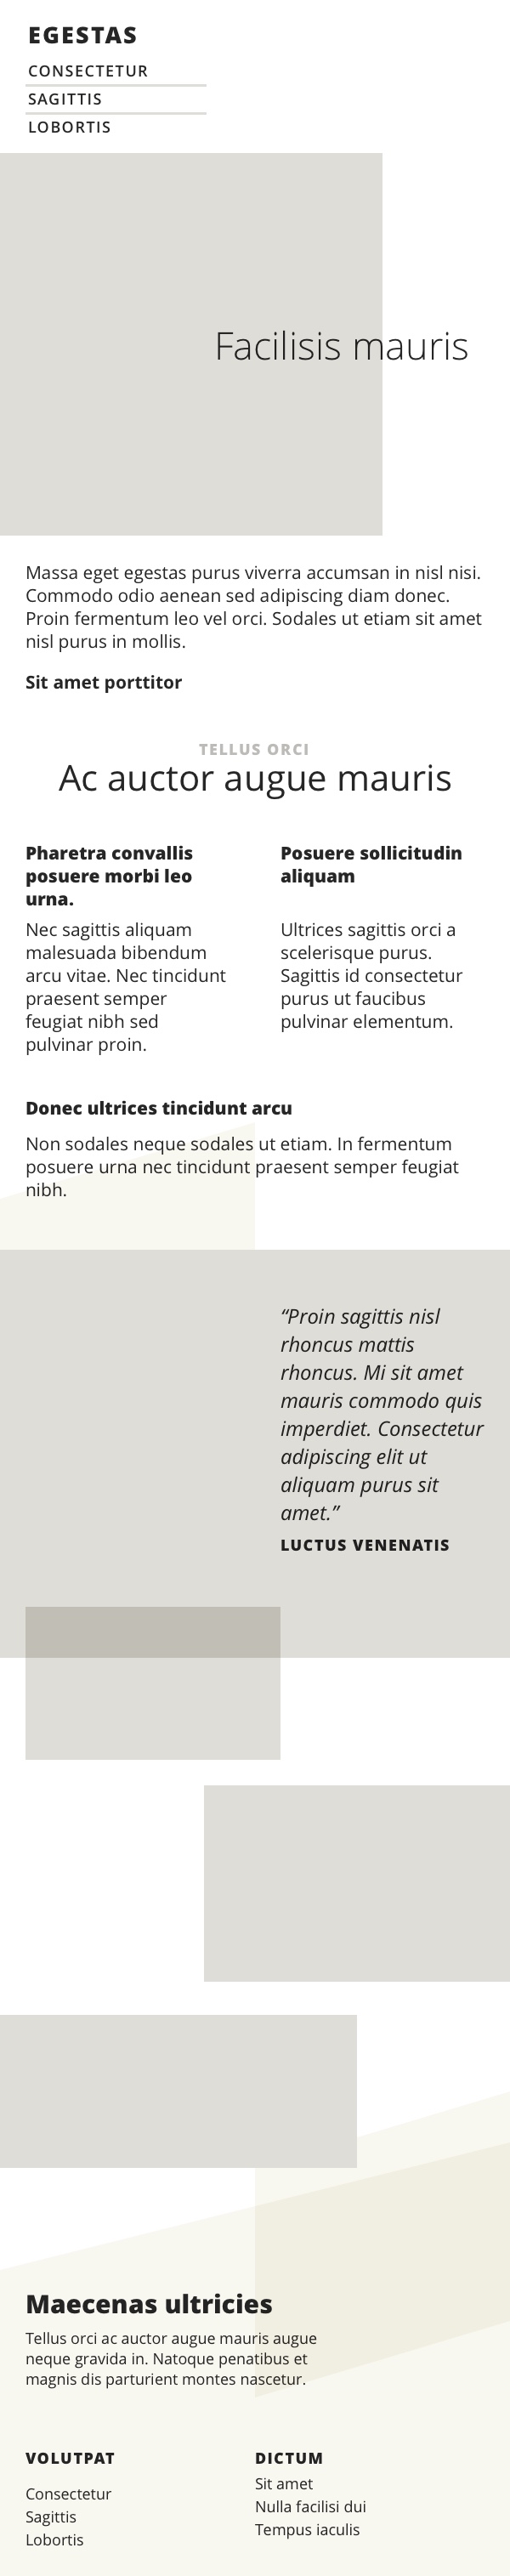 EGESTAS
CONSECTETUR
SAGITTIS
LOBORTIS
Facilisis mauris
Massa eget egestas purus viverra accumsan in nisl nisi.
Commodo odio aenean sed adipiscing diam donec.
Proin fermentum leo vel orci. Sodales ut etiam sit amet
nisl purus in mollis.
Sit amet porttitor
TELLUS ORCI
Ac auctor augue mauris
Pharetra convallis
posuere morbi leo
urna.
Nec sagittis aliquam
malesuada bibendum
arcu vitae. Nec tincidunt
praesent semper
feugiat nibh sed
pulvinar proin.
Posuere sollicitudin
aliquam
Ultrices sagittis orci a
scelerisque purus.
Sagittis id consectetur
purus ut faucibus
pulvinar elementum.
Donec ultrices tincidunt arcu
Non sodales neque sodales ut etiam. In fermentum
posuere urna nec tincidunt praesent semper feugiat
nibh.
“Proin sagittis nisl
rhoncus mattis
rhoncus. Mi sit amet
mauris commodo quis
imperdiet. Consectetur
adipiscing elit ut
aliquam purus sit
amet.”
LUCTUS VENENATIS
Maecenas ultricies
Tellus orci ac auctor augue mauris augue
neque gravida in. Natoque penatibus et
magnis dis parturient montes nascetur.
VOLUTPAT
Consectetur
Sagittis
Lobortis
DICTUM
Sit amet
Nulla facilisi dui
Tempus iaculis